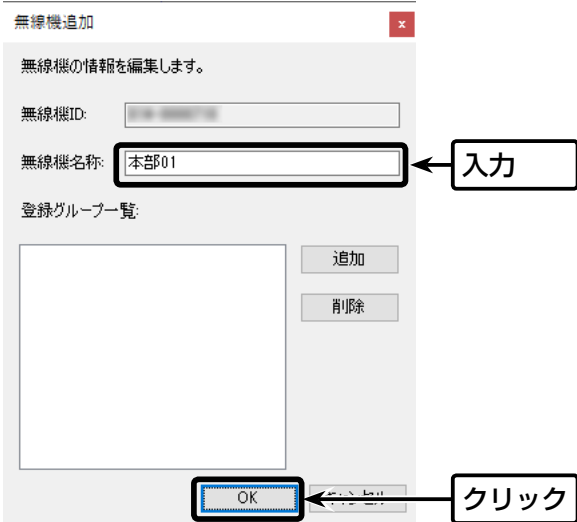 無線機追加
x
無線機の情報を編集します。
無線機ID:
無線機名称: 本部01
入力
登録グループ一覧:
追加
削除
OK
クリック